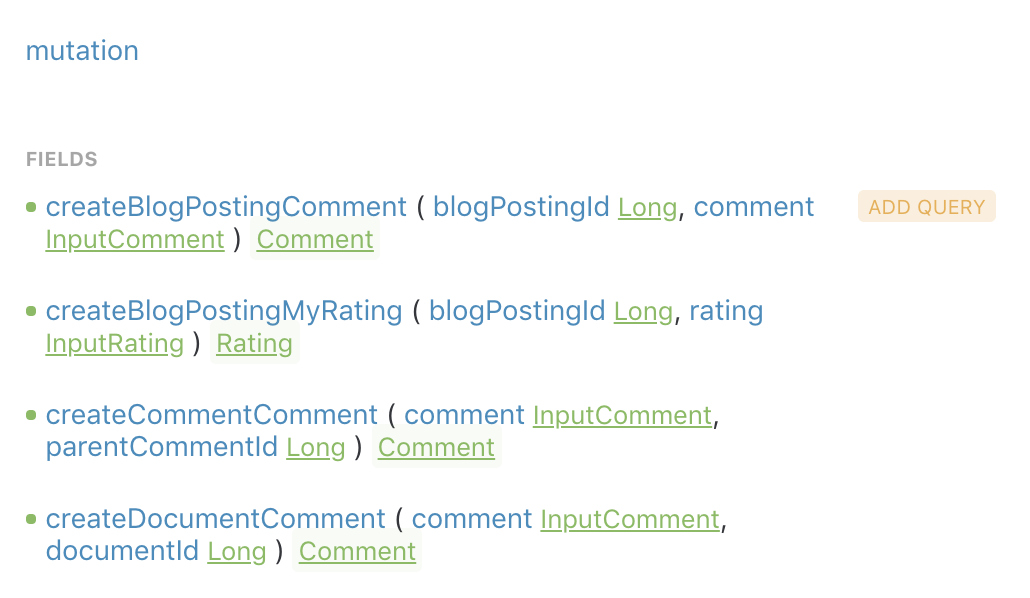 mutation
FIELDS
createBlogPostingComment ( blogPostingId Long, comment ADD QUERY
InputComment ) Comment
createBlogPostingMyRating ( blogPostingId Long, rating
InputRating ) Rating
createCommentComment ( comment InputComment,
parentCommentId Long ) Comment
createDocumentComment ( comment InputComment,
documentId Long ) Comment